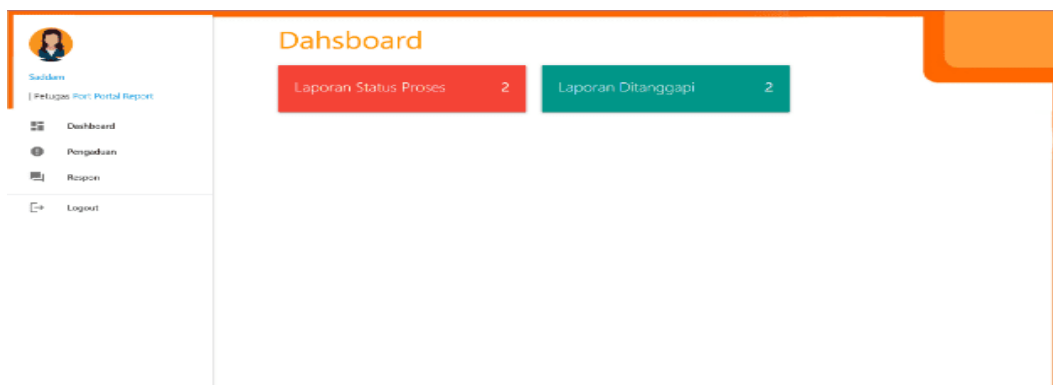 Saddam
| Petugas Port Portal Report
Dashboard
Pengaduan
Respon
Logout
Dahsboard
Laporan Status Proses 2
Laporan Ditanggapi 2